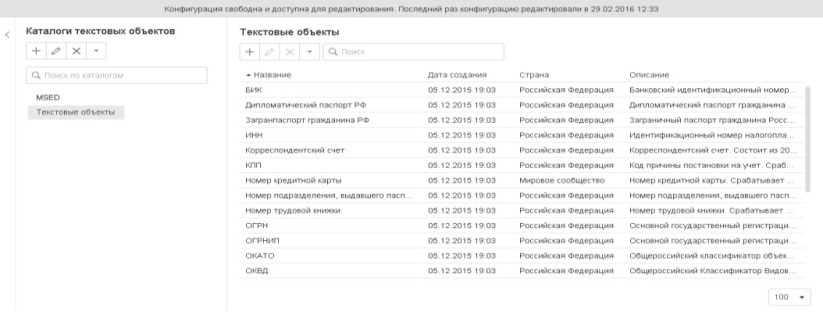 Конфигурация свободна и доступна для редактирования. Последний раз конфигурацию редактировали в 29.02.2016 12:33
Каталоги текстовых объектов
Поиск по каталогам
MSED
Текстовые объекты
Текстовые объекты
Поиск
Название Дата создания Страна Описание
БИК 05.12.2015 19:03 Российская Федерация Банковский идентификационный номер...
Дипломатический паспорт РФ 05.12.2015 19:03 Российская Федерация Дипломатический паспорт гражданина ...
Загранпаспорт гражданина РФ 05.12.2015 19:03 Российская Федерация Заграничный паспорт гражданина Росс...
ИНН 05.12.2015 19:03 Российская Федерация Идентификационный номер налогопла...
Корреспондентский счет 05.12.2015 19:03 Российская Федерация Корреспондентский счет. Состоит из 20...
КПП 05.12.2015 19:03 Российская Федерация Код причины постановки на учет. Сраб...
Номер кредитной карты 05.12.2015 19:03 Мировое сообщество Номер кредитной карты. Срабатывает ...
Номер подразделения, выдавшего пасп... 05.12.2015 19:03 Российская Федерация Номер подразделения, выдавшего пасп...
Номер трудовой книжки 05.12.2015 19:03 Российская Федерация Номер трудовой книжки. Срабатывает ...
ОГРН 05.12.2015 19:03 Российская Федерация Основной государственный регистраци...
ОГРНИП 05.12.2015 19:03 Российская Федерация Основной государственный регистраци...
ОКАТО 05.12.2015 19:03 Российская Федерация Общероссийский классификатор объек...
ОКВД 05.12.2015 19:03 Российская Федерация Общероссийский Классификатор Видов...
100